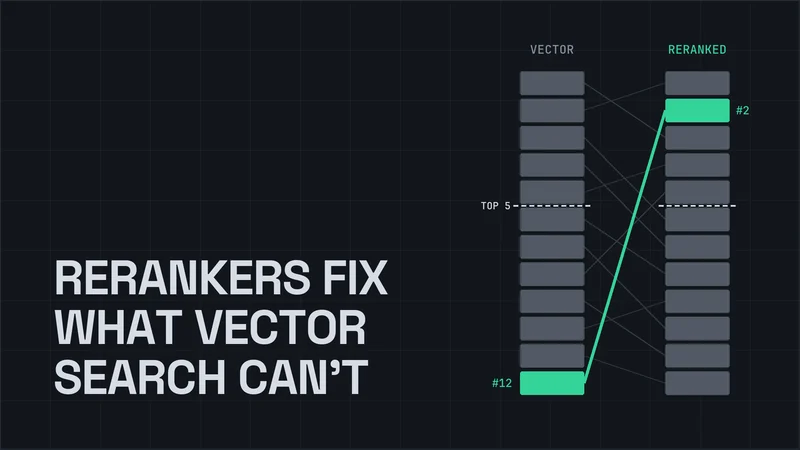 VECTOR
RERANKED
#2
TOP 5
RERANKERS FIX
WHAT VECTOR
SEARCH CAN’T
#12